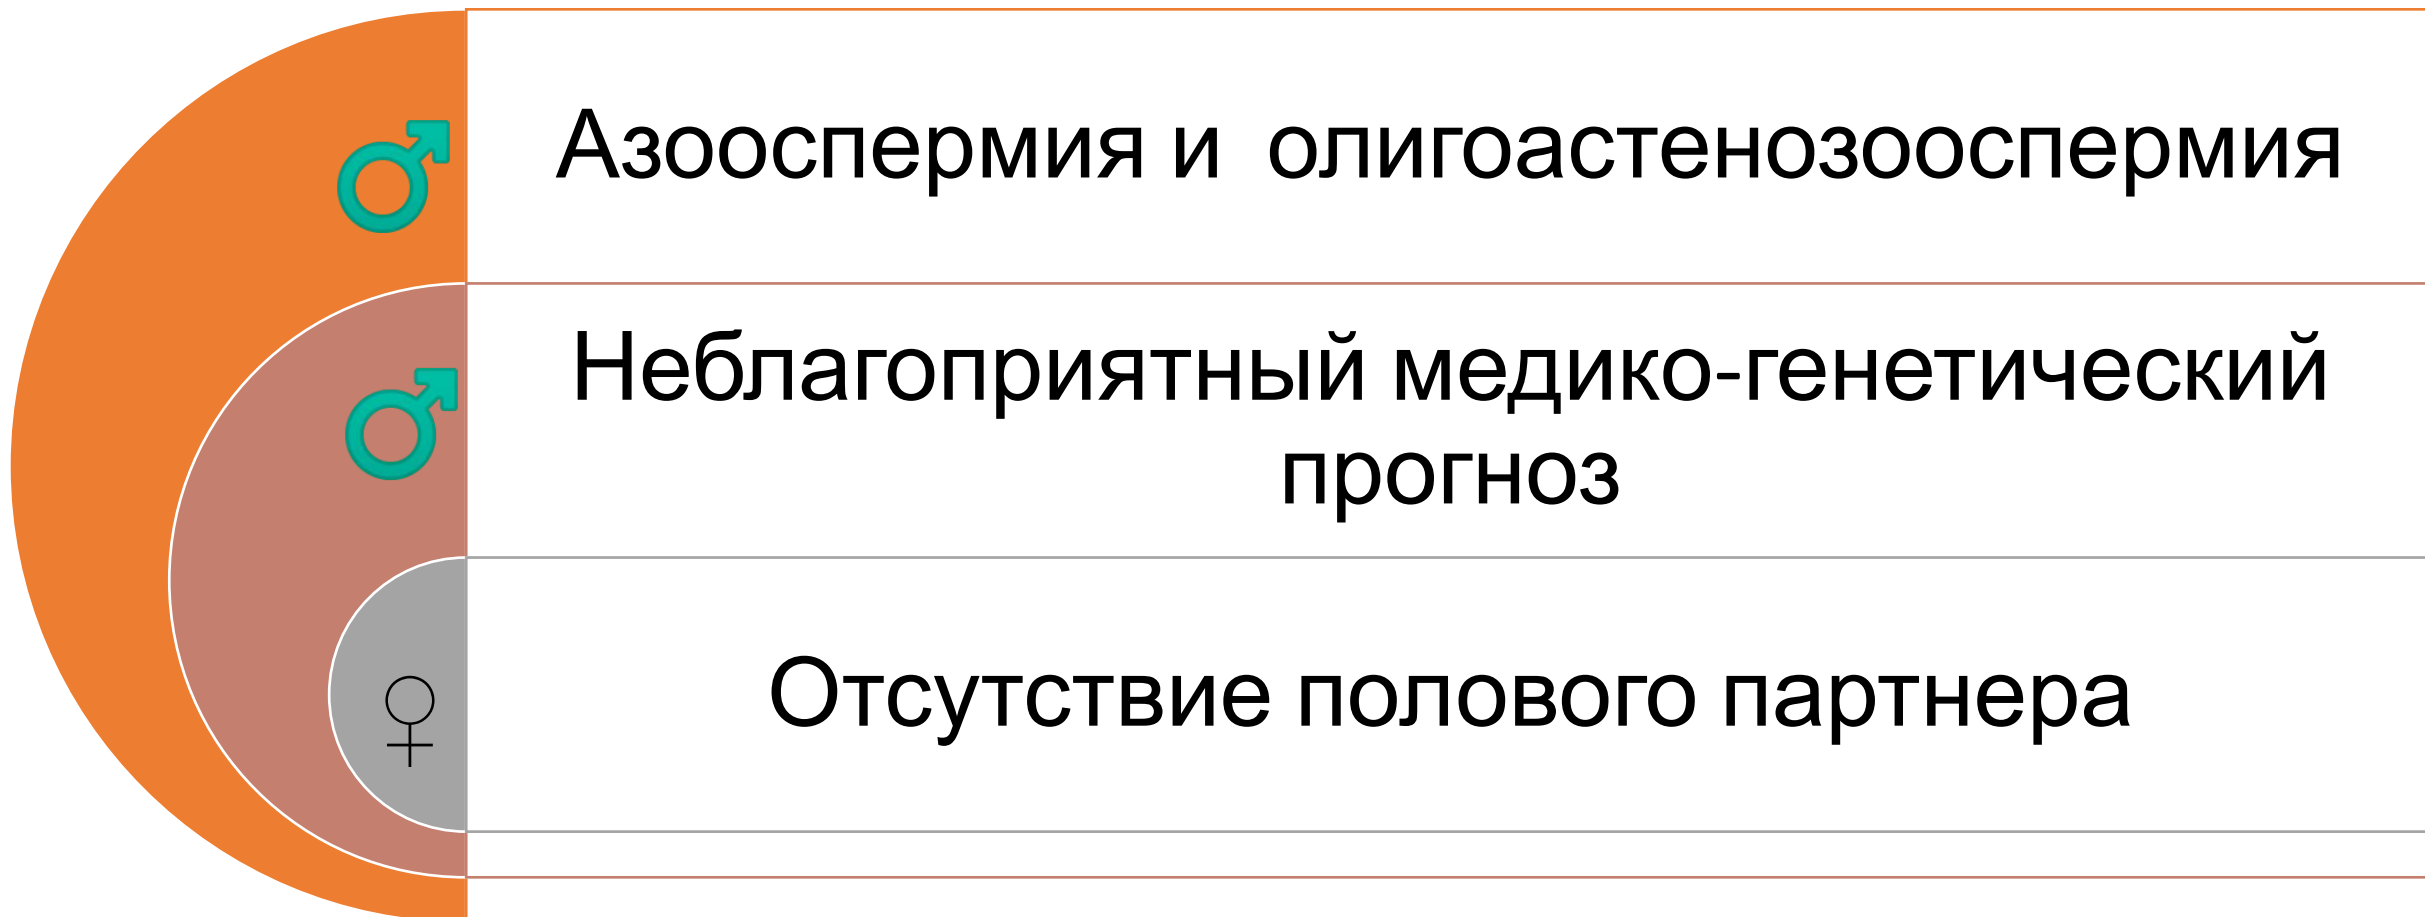 Азооспермия и олигоастенозооспермия
Неблагоприятный медико-генетический
прогноз
Отсутствие полового партнера